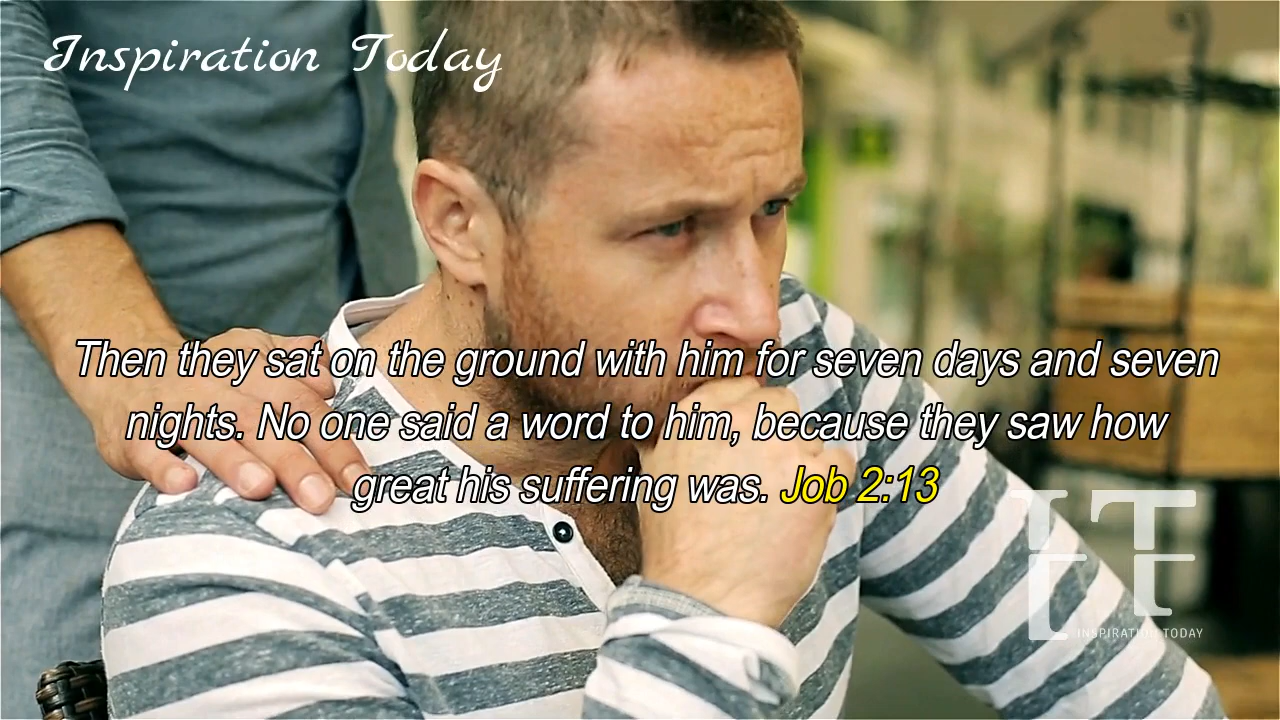 Inspiration Today
Then they sat on the ground with him for seven days and seven
nights. No one said a word to him, because they saw how
great his suffering was. Job 2:13
IT
INSPIRATION TODAY